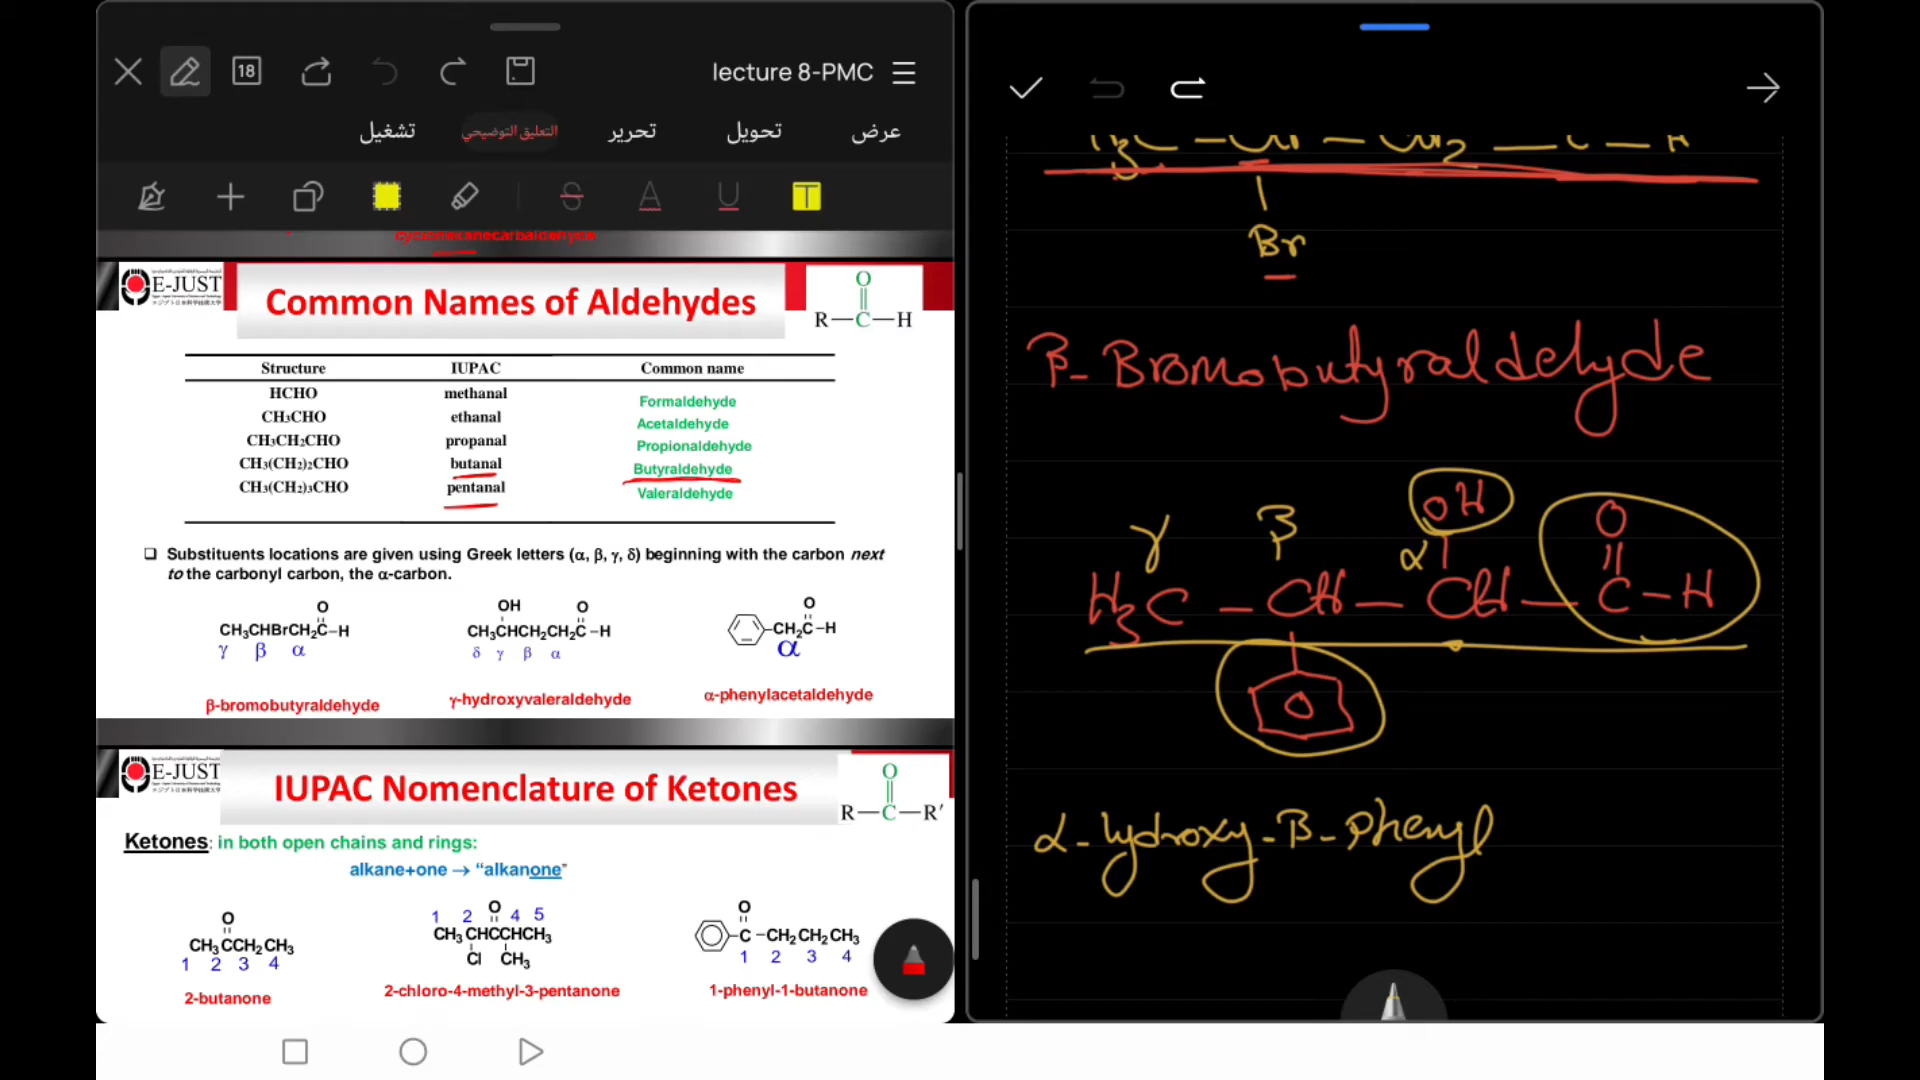 18
lecture 8-PMC
عرض
تحويل
تحرير
التعليق التوضيحي
تشغيل
E-JUST
Common Names of Aldehydes
O
R—C—H
Structure IUPAC Common name
HCHO methanal Formaldehyde
CH3CHO ethanal Acetaldehyde
CH3CH2CHO propanal Propionaldehyde
CH3(CH2)2CHO butanal Butyraldehyde
CH3(CH2)3CHO pentanal Valeraldehyde
❑ Substituents locations are given using Greek letters (α, β, γ, δ) beginning with the carbon next
to the carbonyl carbon, the α-carbon.
O
CH3CHBrCH2C–H
γ β α
β-bromobutyraldehyde
OH O
CH3CHCH2CH2C–H
δ γ β α
γ-hydroxyvaleraldehyde
O
–CH2C–H
α
α-phenylacetaldehyde
E-JUST
IUPAC Nomenclature of Ketones
O
R—C—R′
Ketones: in both open chains and rings:
alkane+one → “alkanone”
O
CH3CCH2CH3
1 2 3 4
2-butanone
1 2 O 4 5
CH3CHCCHCH3
Cl CH3
2-chloro-4-methyl-3-pentanone
O
–C–CH2CH2CH3
1 2 3 4
1-phenyl-1-butanone
Br
β-Bromobutyraldehyde
γ β α OH O
H3C – CH – CH – C – H
α-hydroxy-β-phenyl